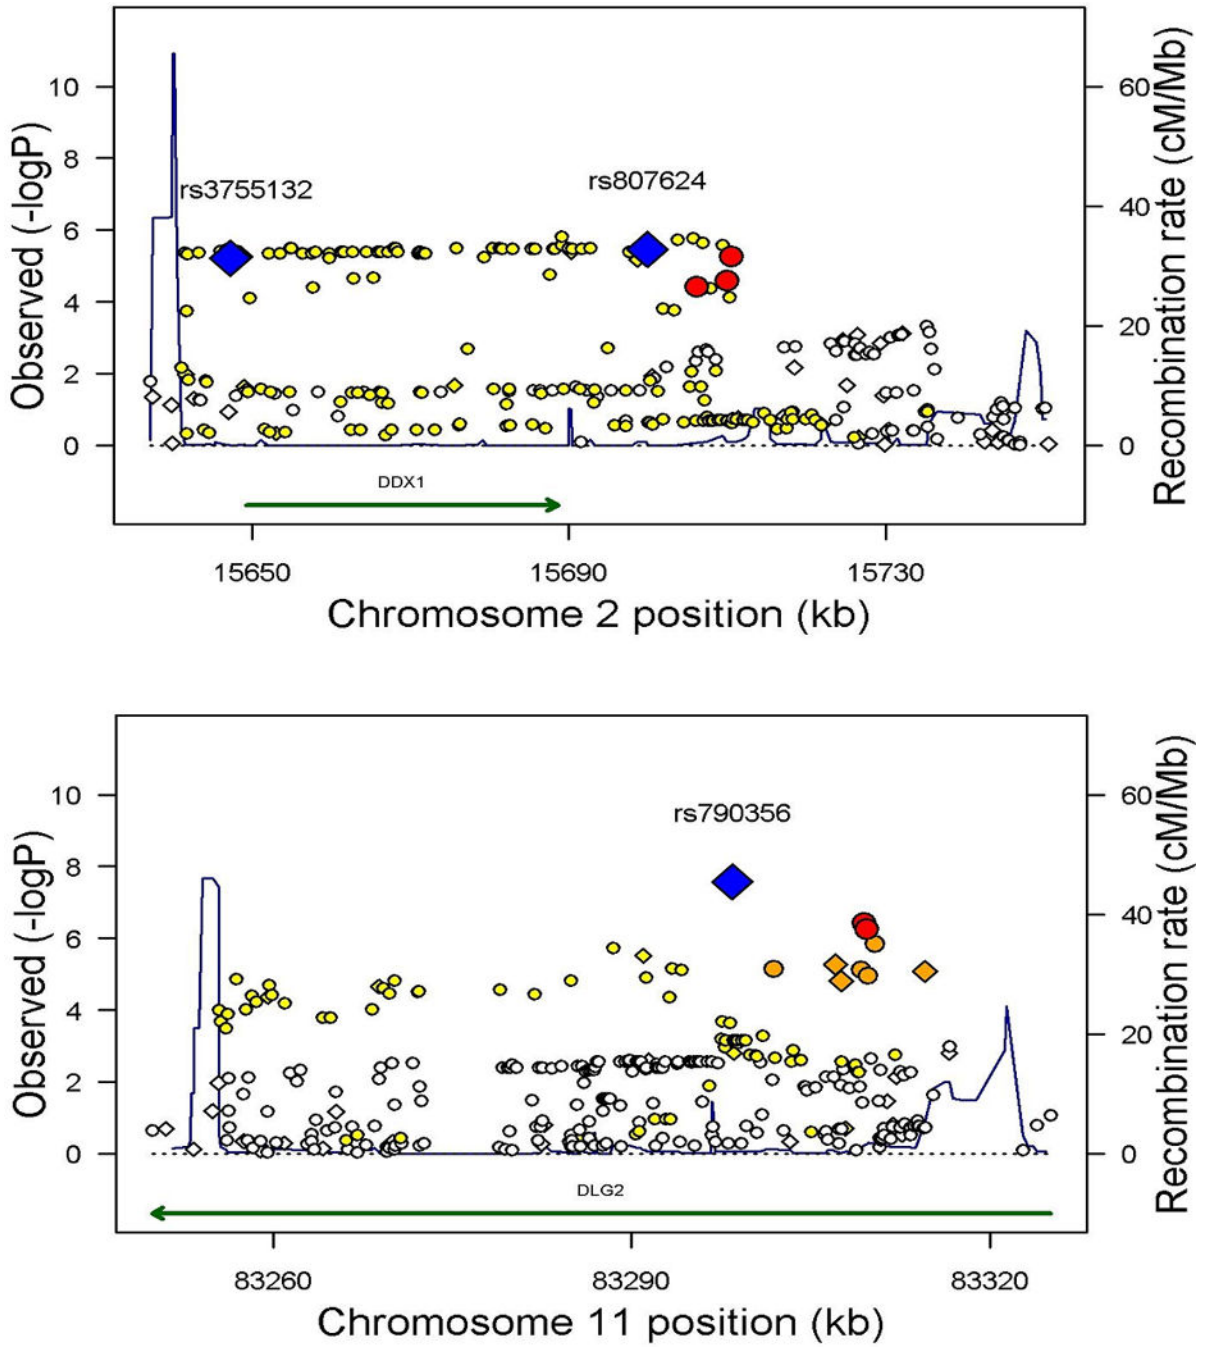 Observed (-logP)
10
8
6
4
2
0
rs3755132
rs807624
60
40
20
0
Recombination rate (cM/Mb)
DDX1
15650
15690
15730
Chromosome 2 position (kb)
Observed (-logP)
10
8
6
4
2
0
rs790356
60
40
20
0
Recombination rate (cM/Mb)
DLG2
83260
83290
83320
Chromosome 11 position (kb)